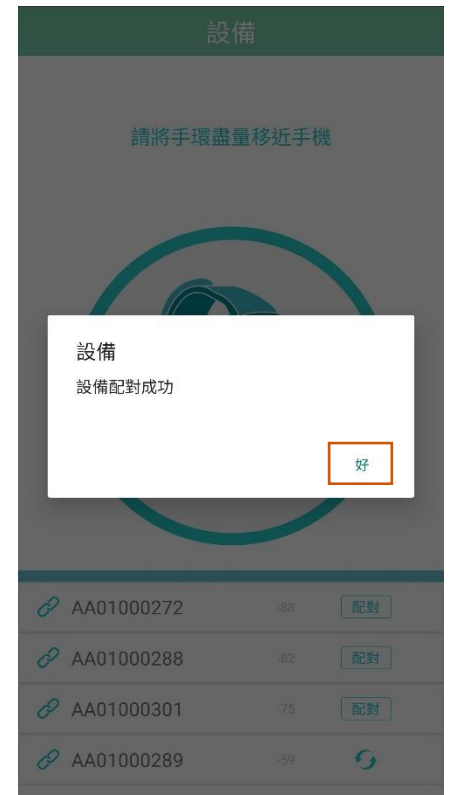 設備
請將手環盡量移近手機
設備
設備配對成功
好
AA01000272 -88 配對
AA01000288 -82 配對
AA01000301 -75 配對
AA01000289 -59